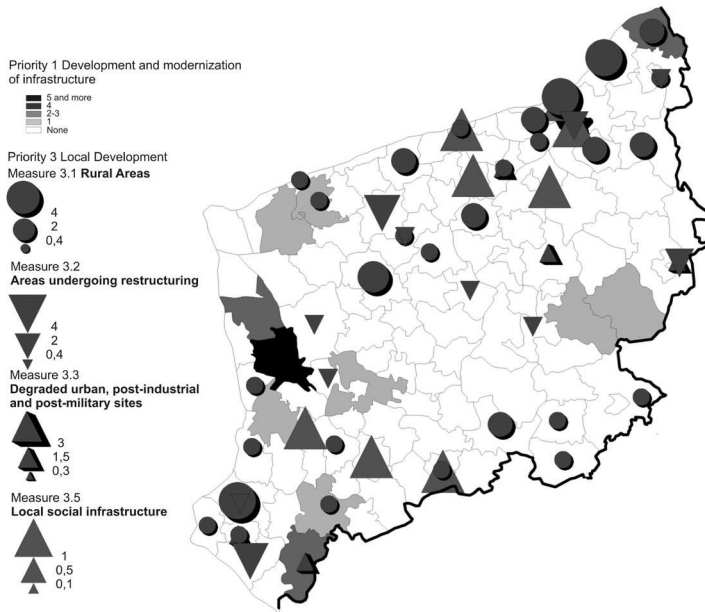 Priority 1 Development and modernization
of infrastructure
5 and more
4
2-3
1
None
Priority 3 Local Development
Measure 3.1 Rural Areas
4
2
0,4
Measure 3.2
Areas undergoing restructuring
4
2
0,4
Measure 3.3
Degraded urban, post-industrial
and post-military sites
3
1,5
0,3
Measure 3.5
Local social infrastructure
1
0,5
0,1